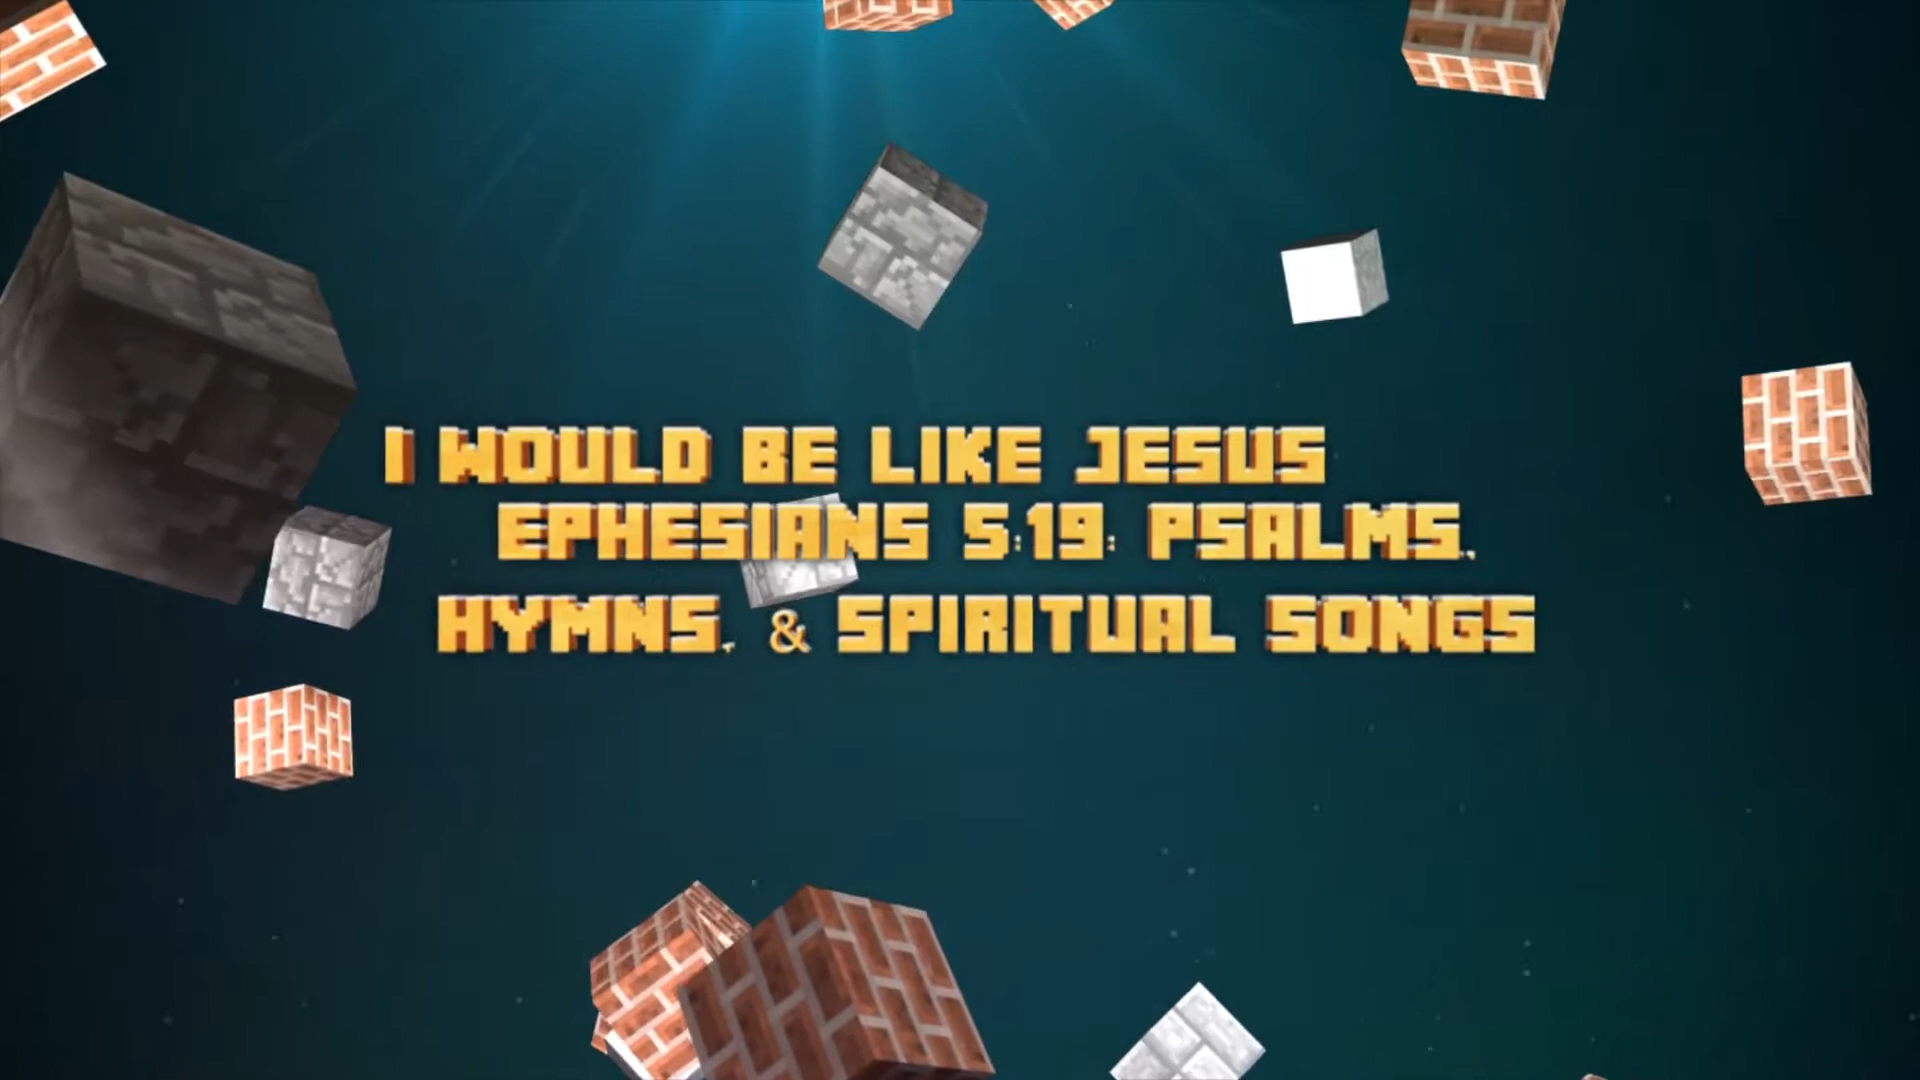 I WOULD BE LIKE JESUS
EPHESIANS 5:19: PSALMS,
HYMNS, & SPIRITUAL SONGS